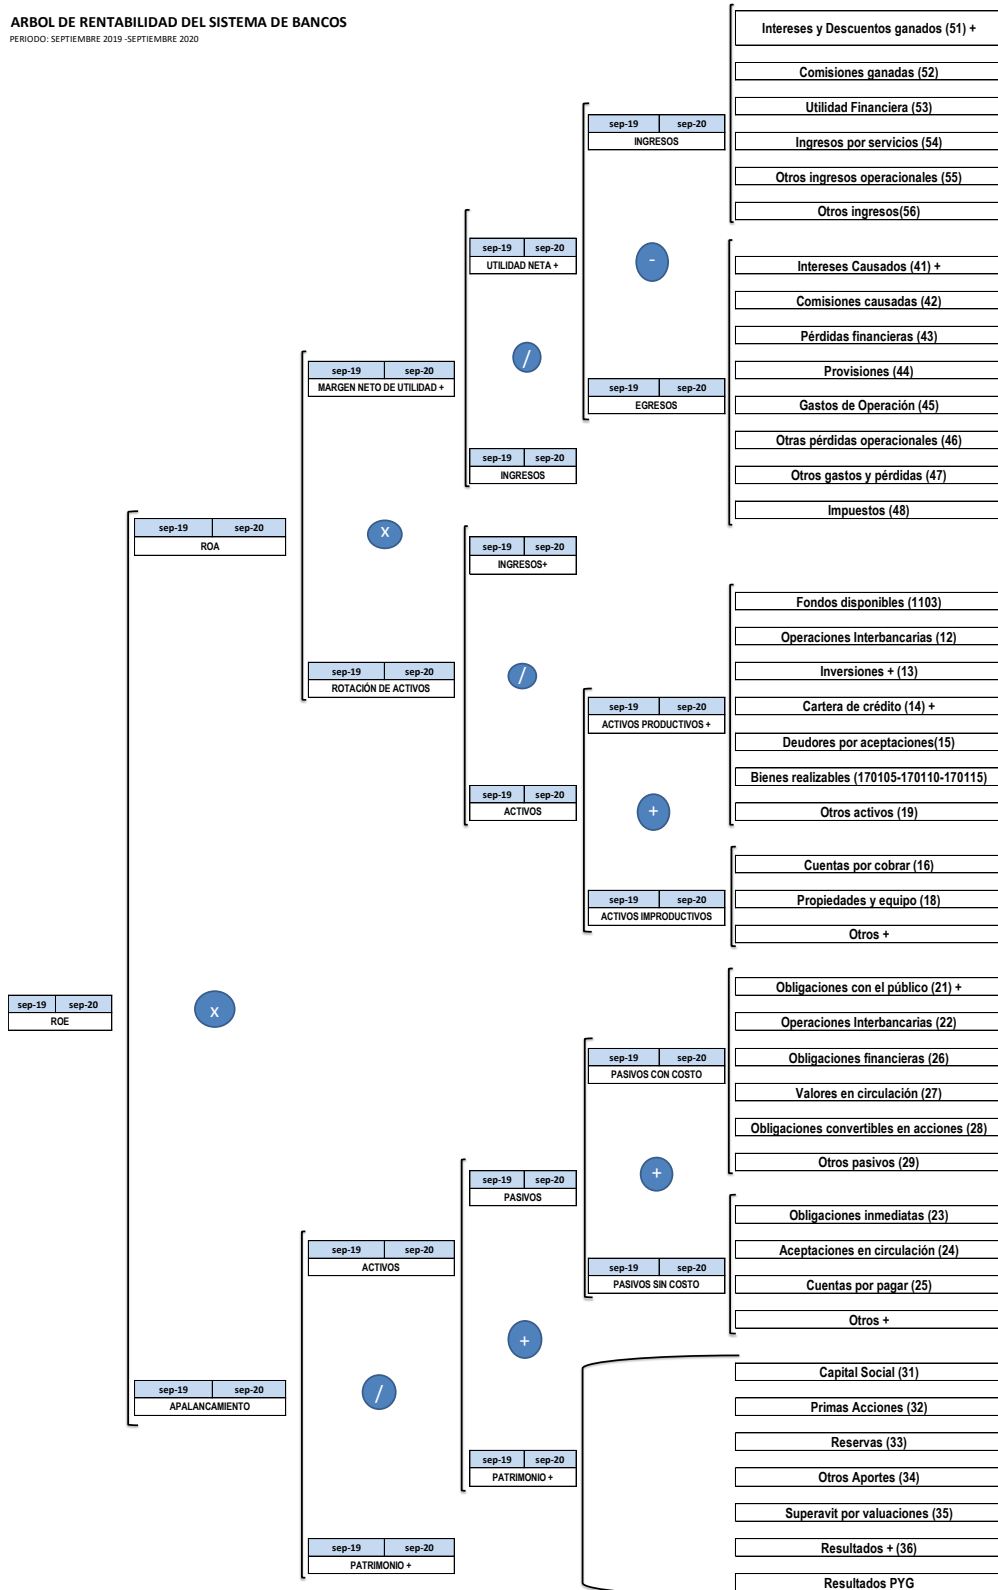 ARBOL DE RENTABILIDAD DEL SISTEMA DE BANCOS
PERIODO: SEPTIEMBRE 2019 -SEPTIEMBRE 2020
Intereses y Descuentos ganados (51) +
Comisiones ganadas (52)
Utilidad Financiera (53)
sep-19 sep-20
INGRESOS
Ingresos por servicios (54)
Otros ingresos operacionales (55)
Otros ingresos(56)
sep-19 sep-20
UTILIDAD NETA +
-
Intereses Causados (41) +
Comisiones causadas (42)
Pérdidas financieras (43)
/
sep-19 sep-20
MARGEN NETO DE UTILIDAD +
Provisiones (44)
sep-19 sep-20
EGRESOS
Gastos de Operación (45)
Otras pérdidas operacionales (46)
sep-19 sep-20
INGRESOS
Otros gastos y pérdidas (47)
Impuestos (48)
sep-19 sep-20
ROA
x
sep-19 sep-20
INGRESOS+
Fondos disponibles (1103)
Operaciones Interbancarias (12)
sep-19 sep-20
ROTACIÓN DE ACTIVOS
/
Inversiones + (13)
sep-19 sep-20
ACTIVOS PRODUCTIVOS +
Cartera de crédito (14) +
Deudores por aceptaciones(15)
Bienes realizables (170105-170110-170115)
sep-19 sep-20
ACTIVOS
+
Otros activos (19)
Cuentas por cobrar (16)
sep-19 sep-20
ACTIVOS IMPRODUCTIVOS
Propiedades y equipo (18)
Otros +
Obligaciones con el público (21) +
sep-19 sep-20
ROE
x
Operaciones Interbancarias (22)
sep-19 sep-20
PASIVOS CON COSTO
Obligaciones financieras (26)
Valores en circulación (27)
Obligaciones convertibles en acciones (28)
Otros pasivos (29)
sep-19 sep-20
PASIVOS
+
Obligaciones inmediatas (23)
sep-19 sep-20
ACTIVOS
Aceptaciones en circulación (24)
sep-19 sep-20
PASIVOS SIN COSTO
Cuentas por pagar (25)
Otros +
+
Capital Social (31)
sep-19 sep-20
APALANCAMIENTO
/
Primas Acciones (32)
Reservas (33)
sep-19 sep-20
PATRIMONIO +
Otros Aportes (34)
Superavit por valuaciones (35)
sep-19 sep-20
PATRIMONIO +
Resultados + (36)
Resultados PYG